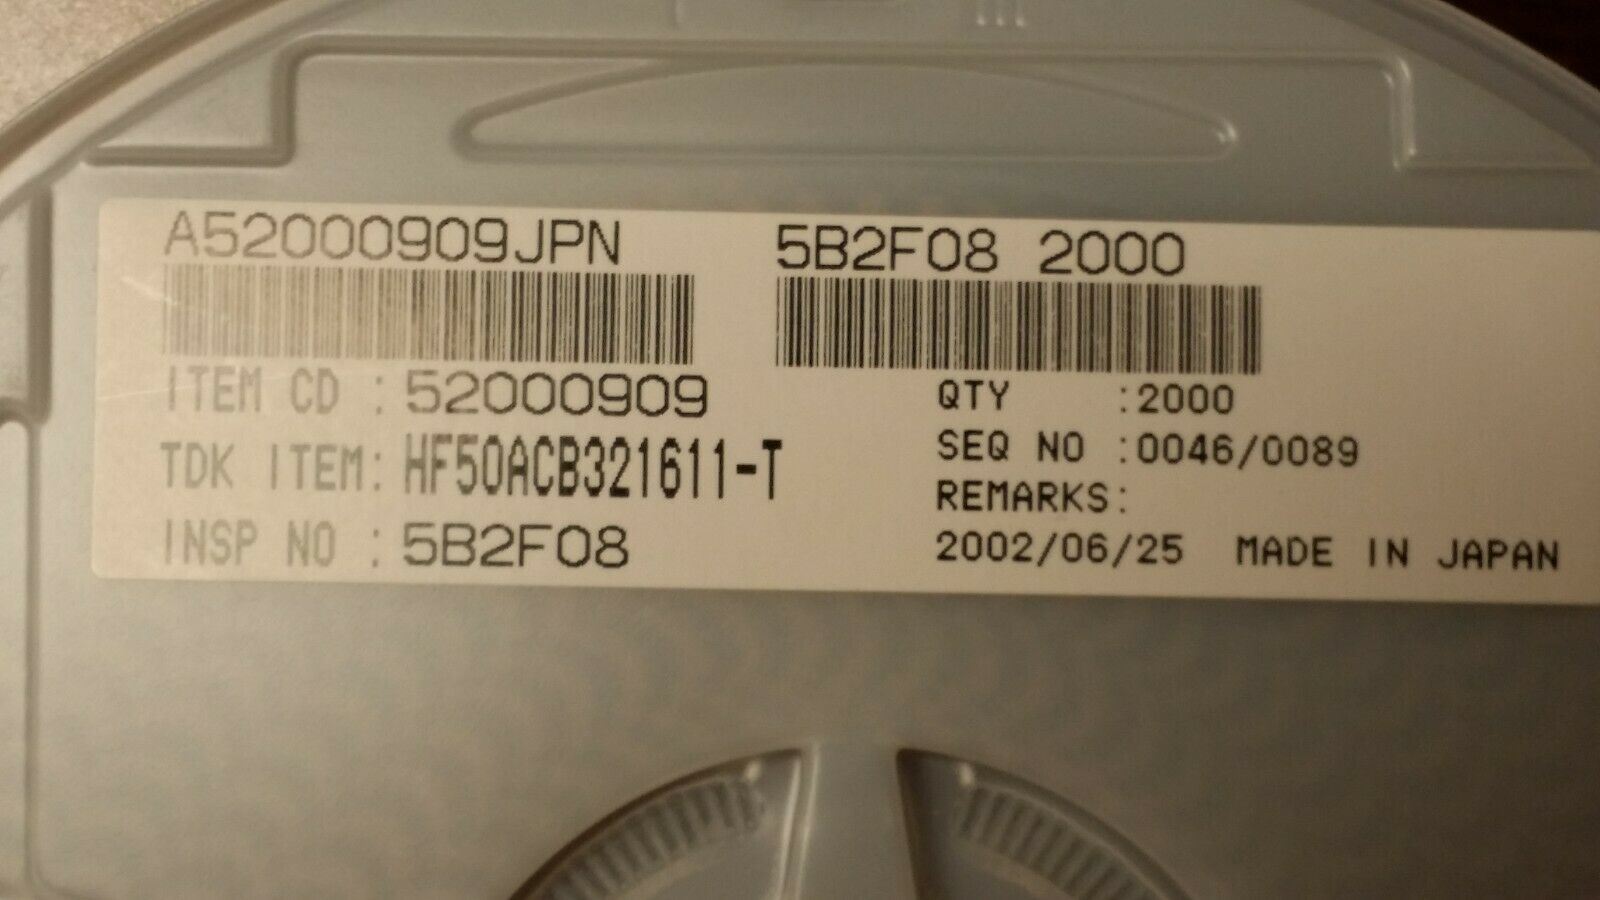 A52000909JPN 5B2F08 2000
ITEM CD : 52000909
QTY :2000
TDK ITEM: HF50ACB321611-T
SEQ NO :0046/0089
REMARKS:
INSP NO : 5B2F08
2002/06/25 MADE IN JAPAN